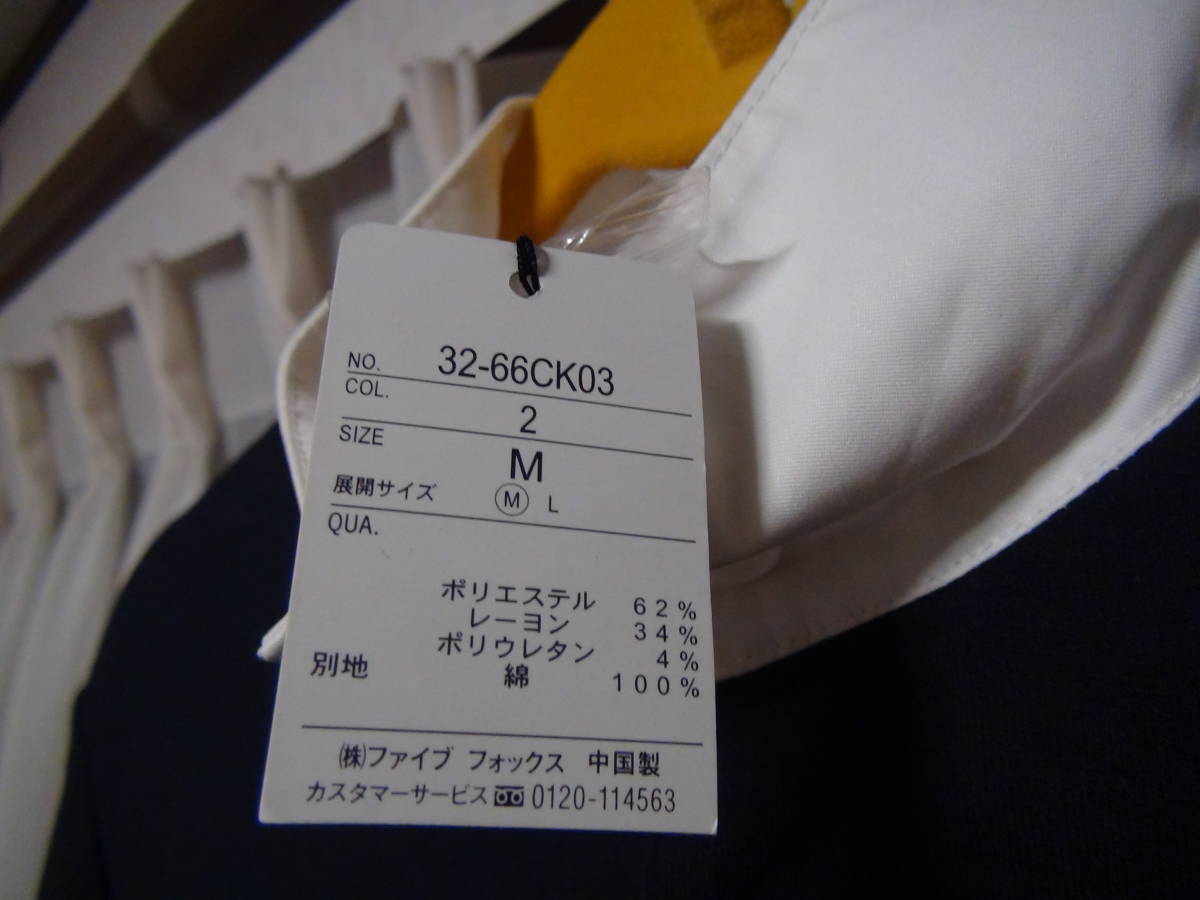 NO. 32-66CK03
COL. 2
SIZE M
展開サイズ Ⓜ L
QUA.
ポリエステル 62%
レーヨン 34%
ポリウレタン 4%
別地 綿 100%
㈱ファイブ フォックス 中国製
カスタマーサービス 0120-114563